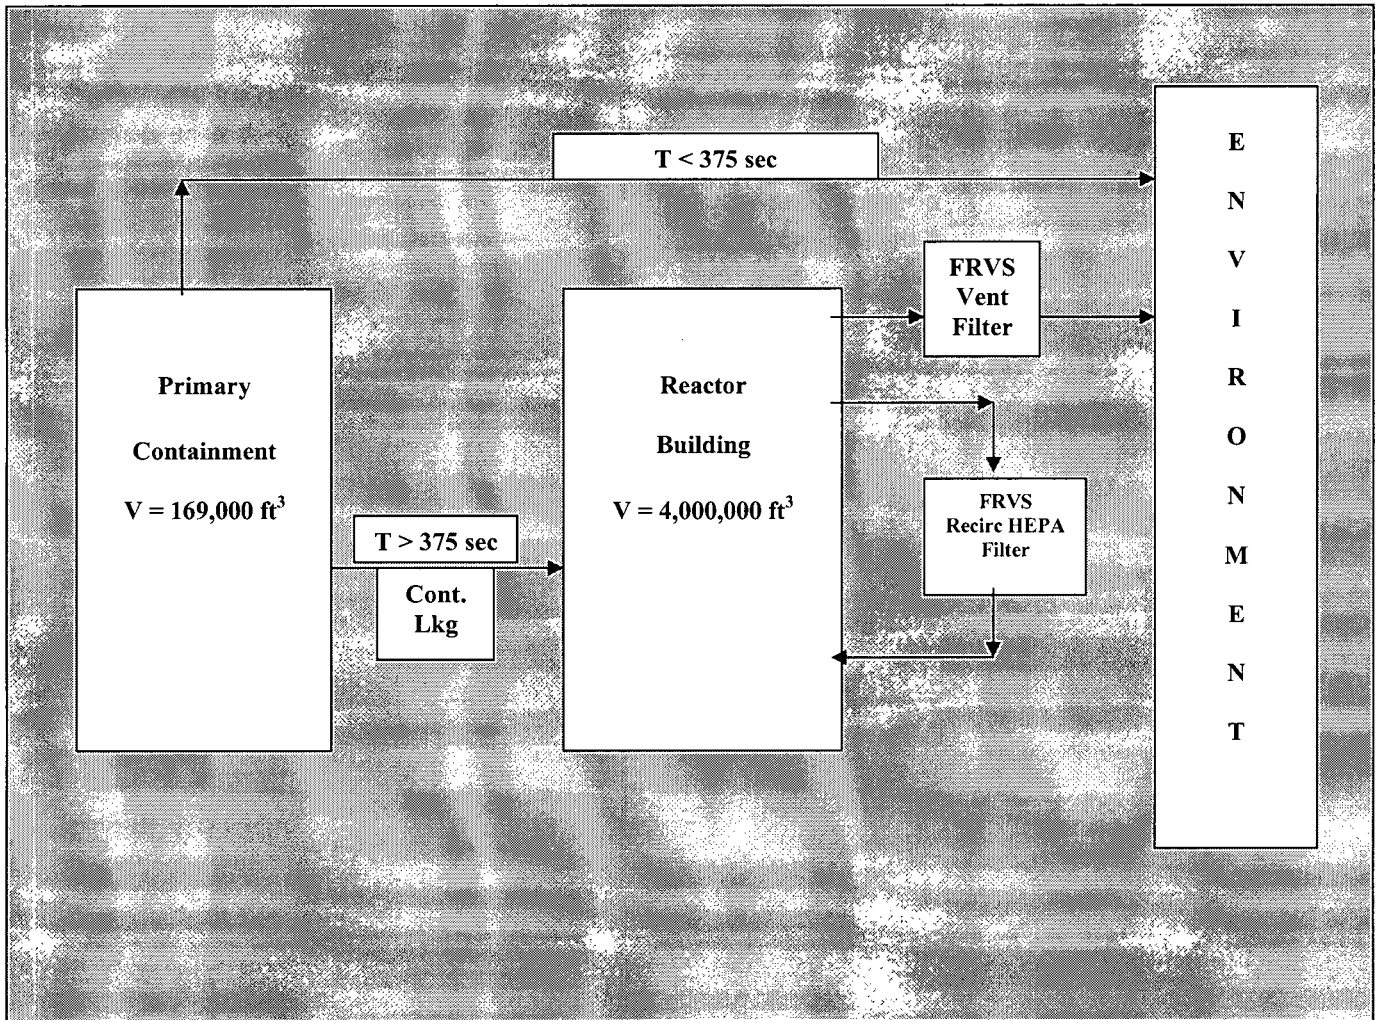 T < 375 sec
Primary
Containment
V = 169,000 ft³
T > 375 sec
Cont.
Lkg
Reactor
Building
V = 4,000,000 ft³
FRVS
Vent
Filter
FRVS
Recirc HEPA
Filter
E
N
V
I
R
O
N
M
E
N
T